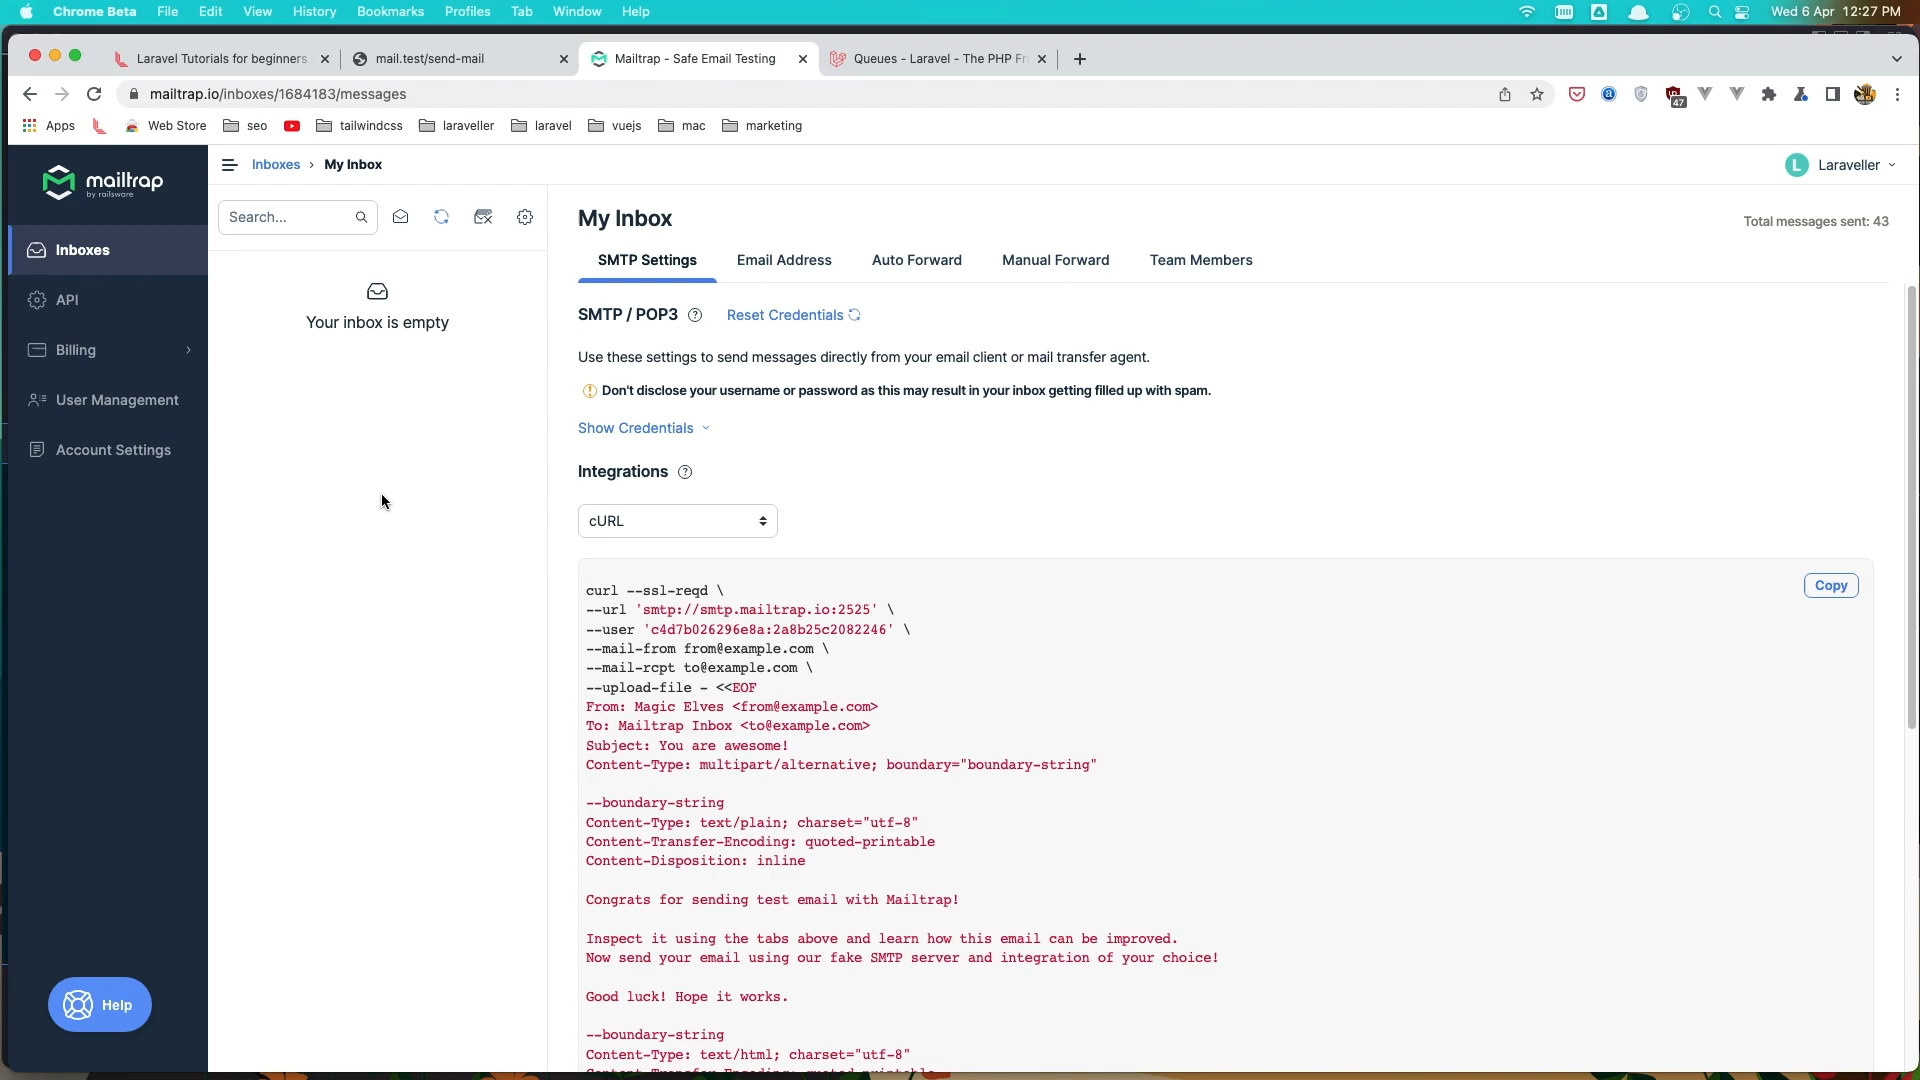 Chrome Beta File Edit View History Bookmarks Profiles Tab Window Help Wed 6 Apr 12:27 PM
Laravel Tutorials for beginners mail.test/send-mail Mailtrap - Safe Email Testing Queues - Laravel - The PHP Fr
mailtrap.io/inboxes/1684183/messages 47
Apps Web Store seo tailwindcss laraveller laravel vuejs mac marketing
mailtrap
by railsware
Inboxes
API
Billing
User Management
Account Settings
Help
Inboxes › My Inbox
L Laraveller
Search...
Your inbox is empty
My Inbox
Total messages sent: 43
SMTP Settings Email Address Auto Forward Manual Forward Team Members
SMTP / POP3 ? Reset Credentials
Use these settings to send messages directly from your email client or mail transfer agent.
Don't disclose your username or password as this may result in your inbox getting filled up with spam.
Show Credentials
Integrations ?
cURL
Copy
curl --ssl-reqd \
--url 'smtp://smtp.mailtrap.io:2525' \
--user 'c4d7b026296e8a:2a8b25c2082246' \
--mail-from from@example.com \
--mail-rcpt to@example.com \
--upload-file - <<EOF
From: Magic Elves <from@example.com>
To: Mailtrap Inbox <to@example.com>
Subject: You are awesome!
Content-Type: multipart/alternative; boundary="boundary-string"
--boundary-string
Content-Type: text/plain; charset="utf-8"
Content-Transfer-Encoding: quoted-printable
Content-Disposition: inline
Congrats for sending test email with Mailtrap!
Inspect it using the tabs above and learn how this email can be improved.
Now send your email using our fake SMTP server and integration of your choice!
Good luck! Hope it works.
--boundary-string
Content-Type: text/html; charset="utf-8"
Content-Transfer-Encoding: quoted-printable